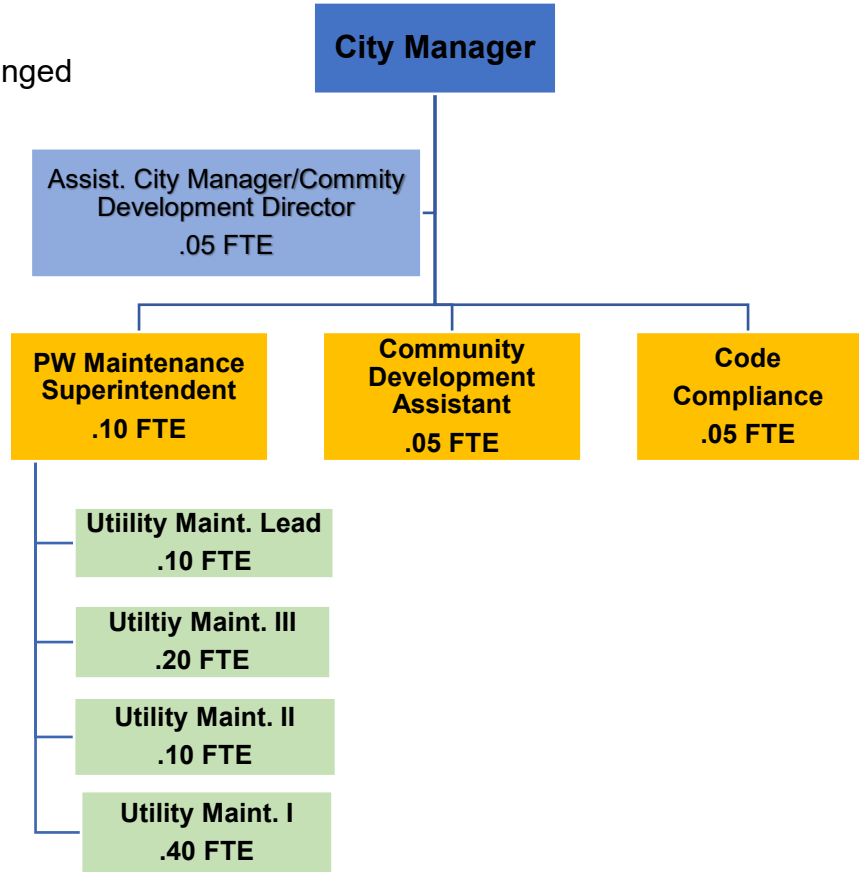 City Manager
nged
Assist. City Manager/Commity
Development Director
.05 FTE
PW Maintenance
Superintendent
.10 FTE
Community
Development
Assistant
.05 FTE
Code
Compliance
.05 FTE
Utiility Maint. Lead
.10 FTE
Utiltiy Maint. III
.20 FTE
Utility Maint. II
.10 FTE
Utility Maint. I
.40 FTE